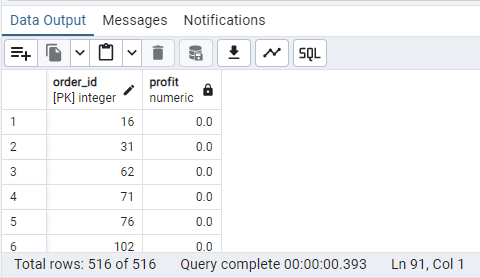 Data Output Messages Notifications
SQL
order_id profit
[PK] integer numeric
1 16 0.0
2 31 0.0
3 62 0.0
4 71 0.0
5 76 0.0
6 102 0.0
Total rows: 516 of 516 Query complete 00:00:00.393 Ln 91, Col 1